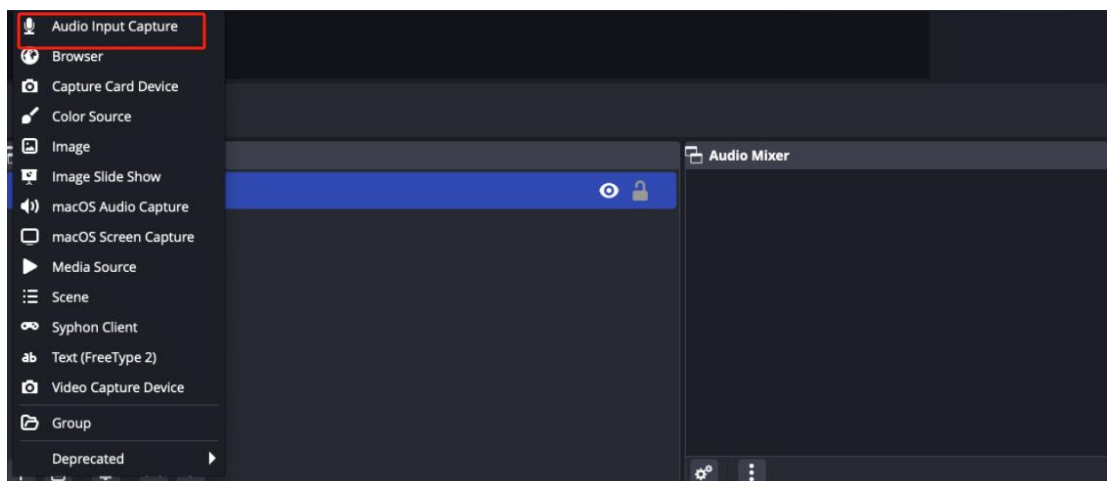 Audio Input Capture
Browser
Capture Card Device
Color Source
Image
Image Slide Show
macOS Audio Capture
macOS Screen Capture
Media Source
Scene
Syphon Client
ab Text (FreeType 2)
Video Capture Device
Group
Deprecated
Audio Mixer